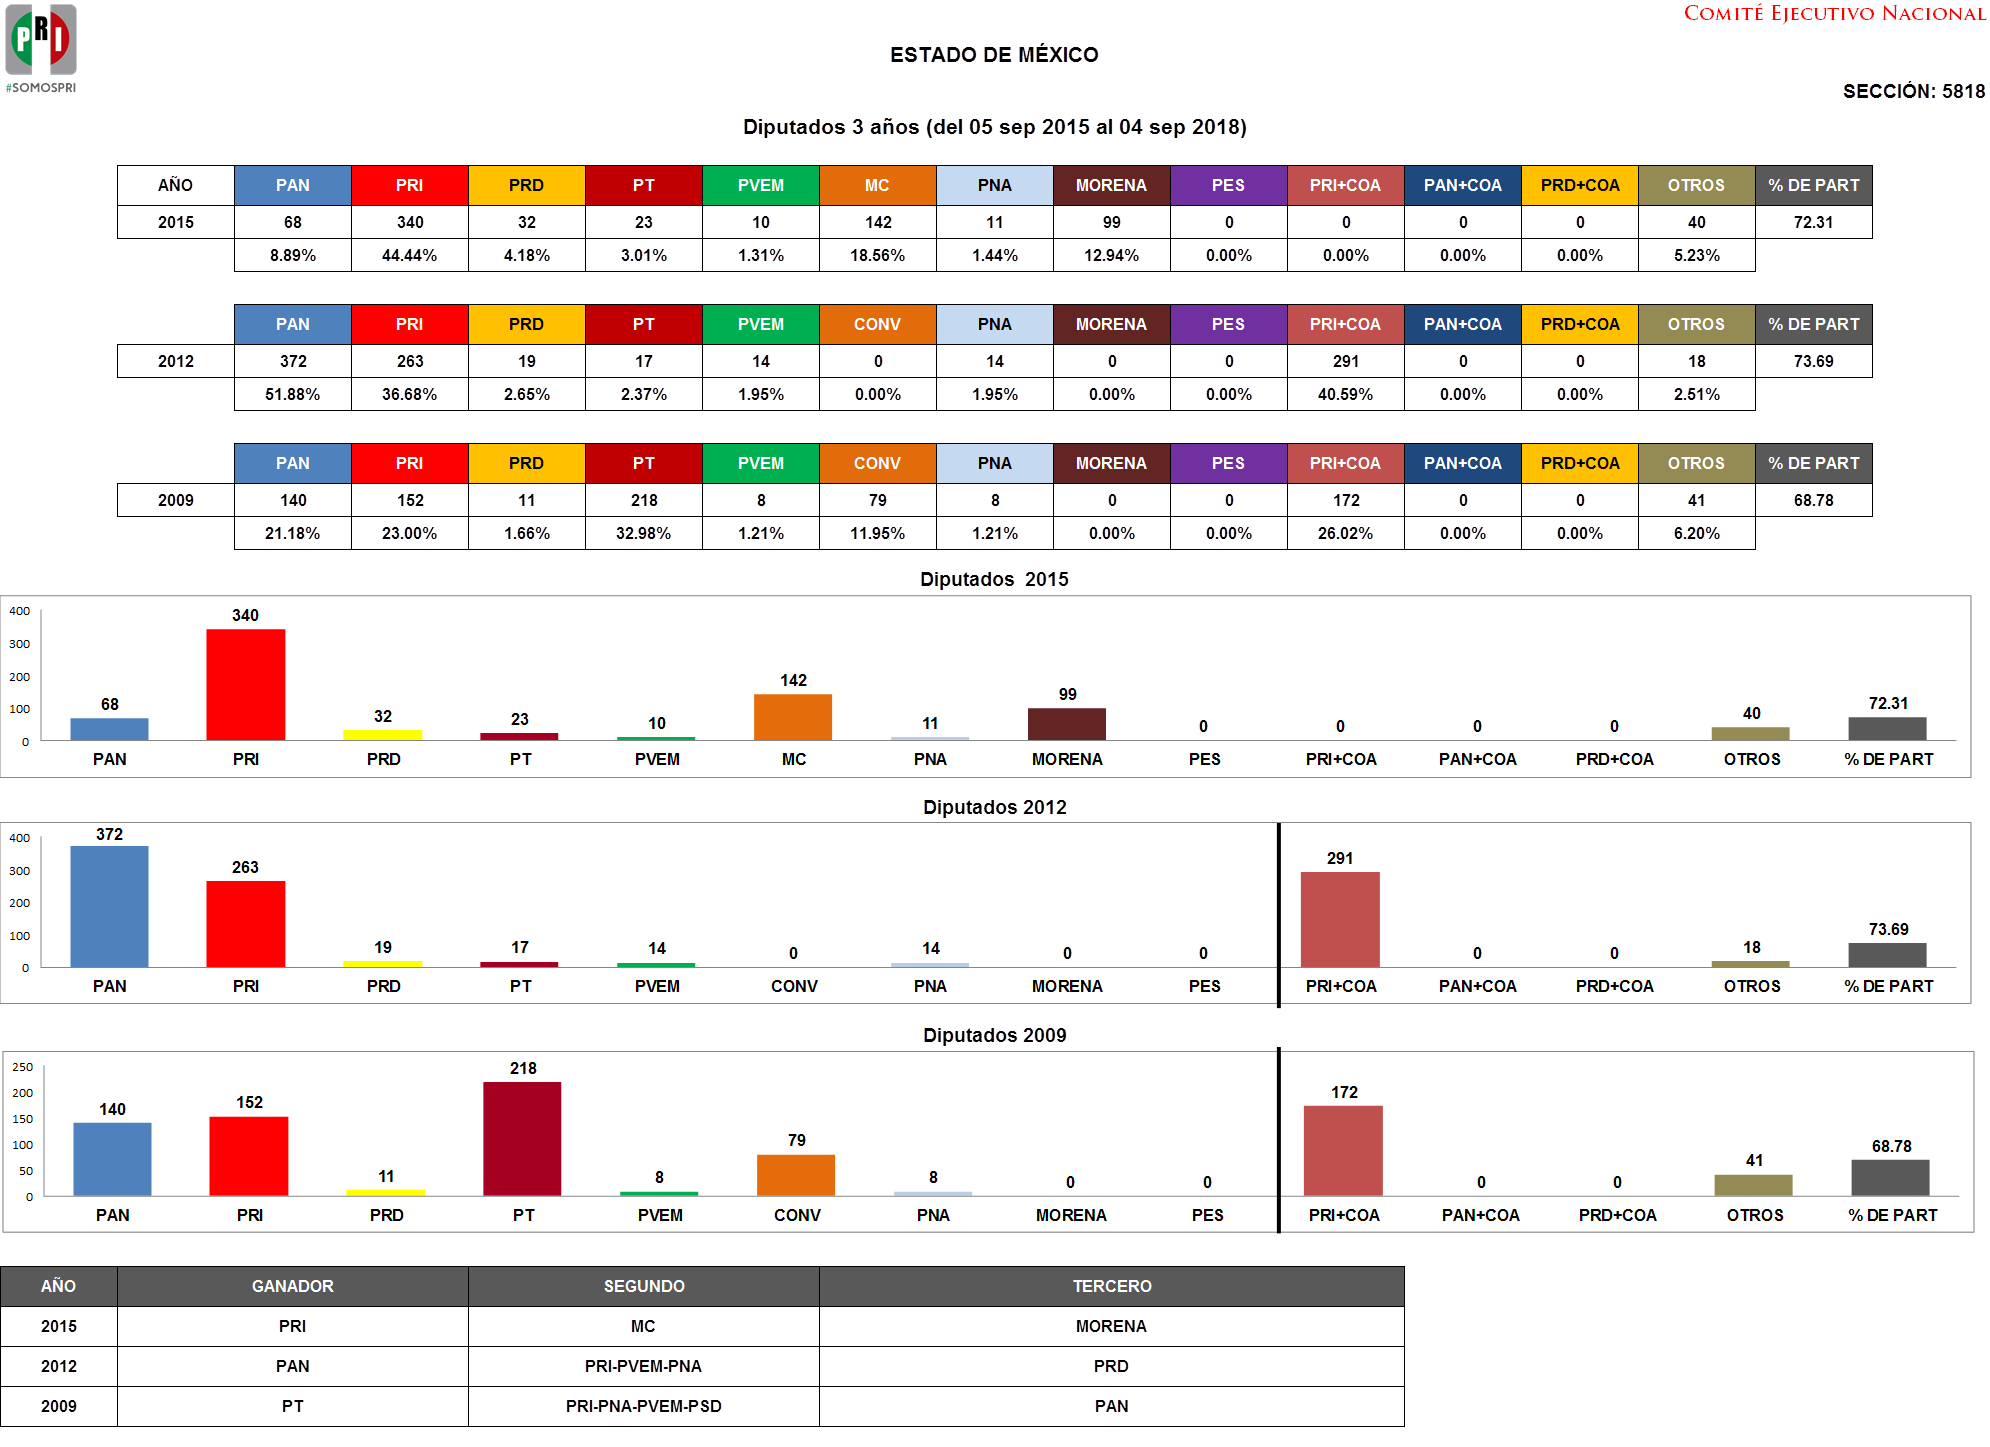 PRI
#SOMOSPRI
COMITÉ EJECUTIVO NACIONAL
ESTADO DE MÉXICO
SECCIÓN: 5818
Diputados 3 años (del 05 sep 2015 al 04 sep 2018)
AÑO PAN PRI PRD PT PVEM MC PNA MORENA PES PRI+COA PAN+COA PRD+COA OTROS % DE PART
2015 68 340 32 23 10 142 11 99 0 0 0 0 40 72.31
8.89% 44.44% 4.18% 3.01% 1.31% 18.56% 1.44% 12.94% 0.00% 0.00% 0.00% 0.00% 5.23%
PAN PRI PRD PT PVEM CONV PNA MORENA PES PRI+COA PAN+COA PRD+COA OTROS % DE PART
2012 372 263 19 17 14 0 14 0 0 291 0 0 18 73.69
51.88% 36.68% 2.65% 2.37% 1.95% 0.00% 1.95% 0.00% 0.00% 40.59% 0.00% 0.00% 2.51%
PAN PRI PRD PT PVEM CONV PNA MORENA PES PRI+COA PAN+COA PRD+COA OTROS % DE PART
2009 140 152 11 218 8 79 8 0 0 172 0 0 41 68.78
21.18% 23.00% 1.66% 32.98% 1.21% 11.95% 1.21% 0.00% 0.00% 26.02% 0.00% 0.00% 6.20%
Diputados 2015
400
300
200
100
0
68 340 32 23 10 142 11 99 0 0 0 0 40 72.31
PAN PRI PRD PT PVEM MC PNA MORENA PES PRI+COA PAN+COA PRD+COA OTROS % DE PART
Diputados 2012
400
300
200
100
0
372 263 19 17 14 0 14 0 0 291 0 0 18 73.69
PAN PRI PRD PT PVEM CONV PNA MORENA PES PRI+COA PAN+COA PRD+COA OTROS % DE PART
Diputados 2009
250
200
150
100
50
0
140 152 11 218 8 79 8 0 0 172 0 0 41 68.78
PAN PRI PRD PT PVEM CONV PNA MORENA PES PRI+COA PAN+COA PRD+COA OTROS % DE PART
AÑO GANADOR SEGUNDO TERCERO
2015 PRI MC MORENA
2012 PAN PRI-PVEM-PNA PRD
2009 PT PRI-PNA-PVEM-PSD PAN